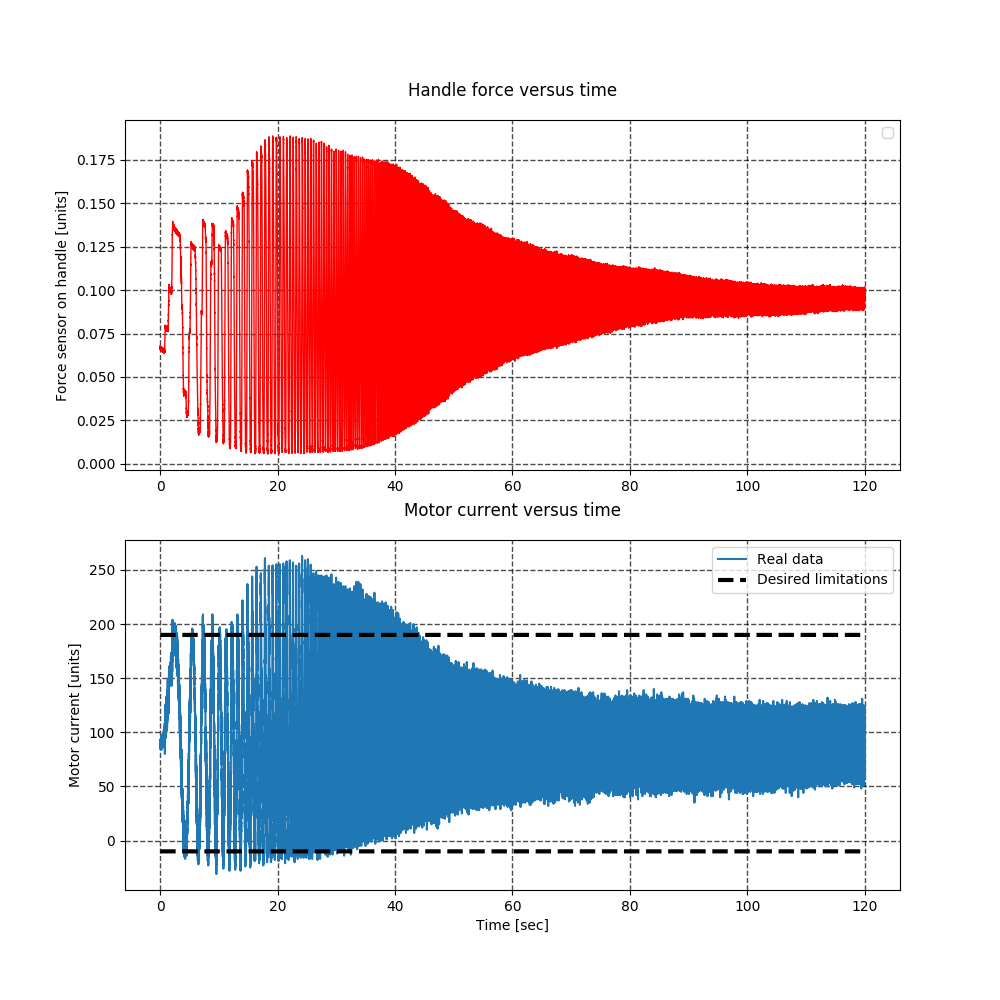 Handle force versus time
Force sensor on handle [units]
0.175
0.150
0.125
0.100
0.075
0.050
0.025
0.000
0 20 40 60 80 100 120
Motor current versus time
Motor current [units]
250
200
150
100
50
0
Real data
Desired limitations
0 20 40 60 80 100 120
Time [sec]